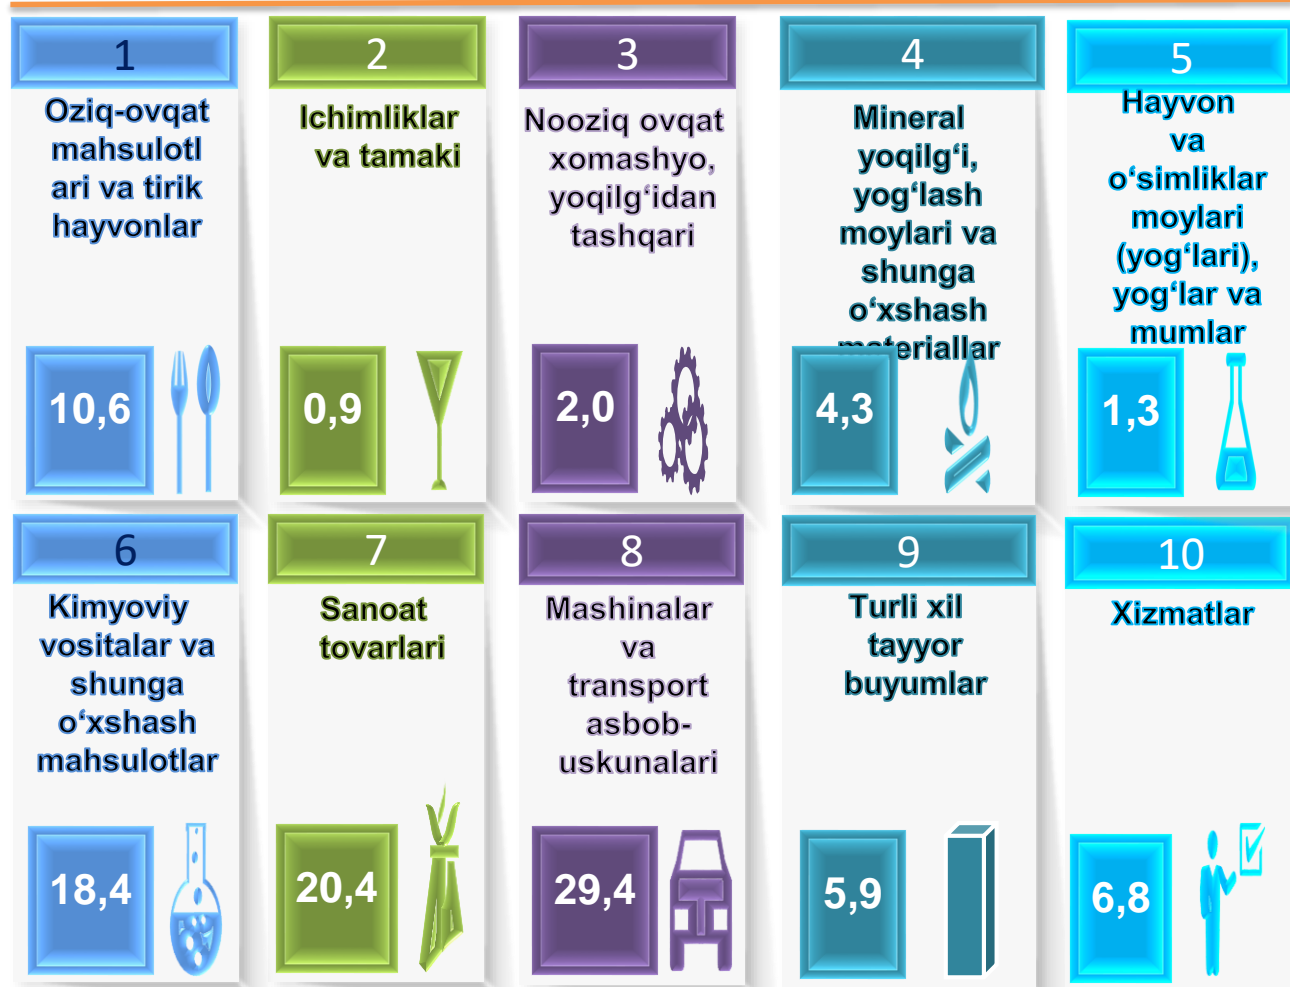 1
Oziq-ovqat
mahsulotl
ari va tirik
hayvonlar
10,6
2
Ichimliklar
va tamaki
0,9
3
Nooziq ovqat
xomashyo,
yoqilg‘idan
tashqari
2,0
4
Mineral
yoqilg‘i,
yog‘lash
moylari va
shunga
o‘xshash
materiallar
4,3
5
Hayvon
va
o‘simliklar
moylari
(yog‘lari),
yog‘lar va
mumlar
1,3
6
Kimyoviy
vositalar va
shunga
o‘xshash
mahsulotlar
18,4
7
Sanoat
tovarlari
20,4
8
Mashinalar
va
transport
asbob-
uskunalari
29,4
9
Turli xil
tayyor
buyumlar
5,9
10
Xizmatlar
6,8